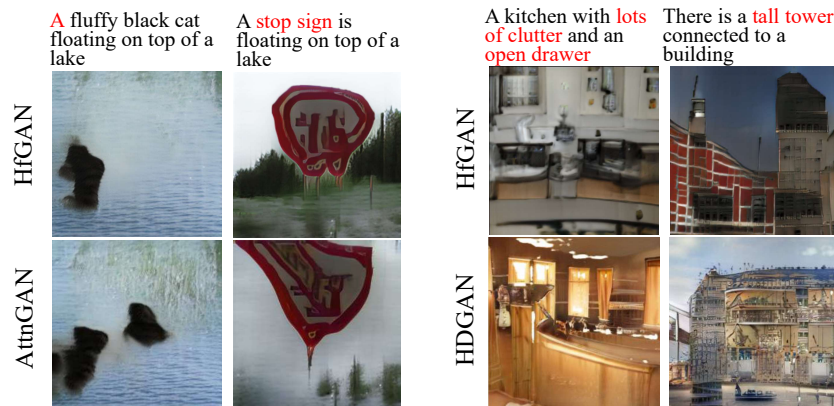 A fluffy black cat
floating on top of a
lake
A stop sign is
floating on top of a
lake
A kitchen with lots
of clutter and an
open drawer
There is a tall tower
connected to a
building
HfGAN
HfGAN
AttnGAN
HDGAN